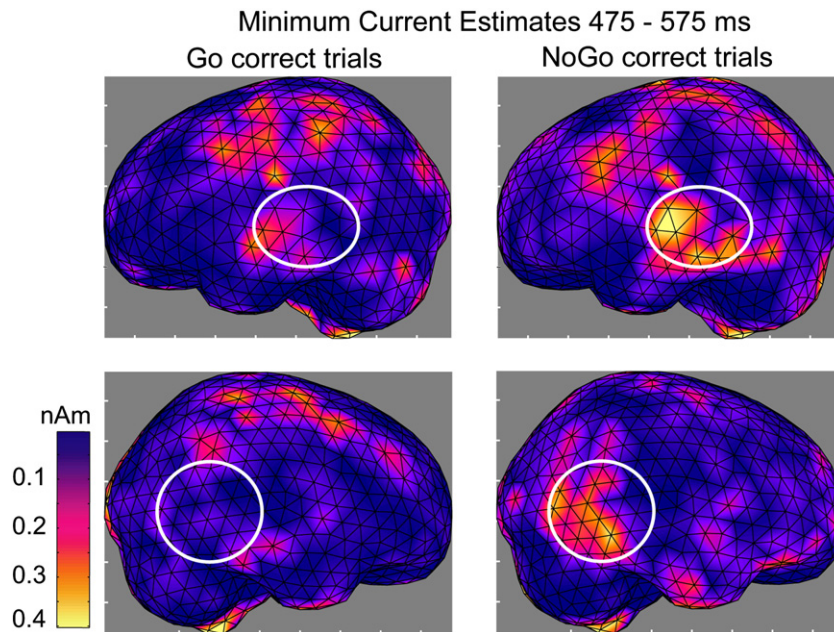 Minimum Current Estimates 475 - 575 ms
Go correct trials
NoGo correct trials
nAm
0.1
0.2
0.3
0.4